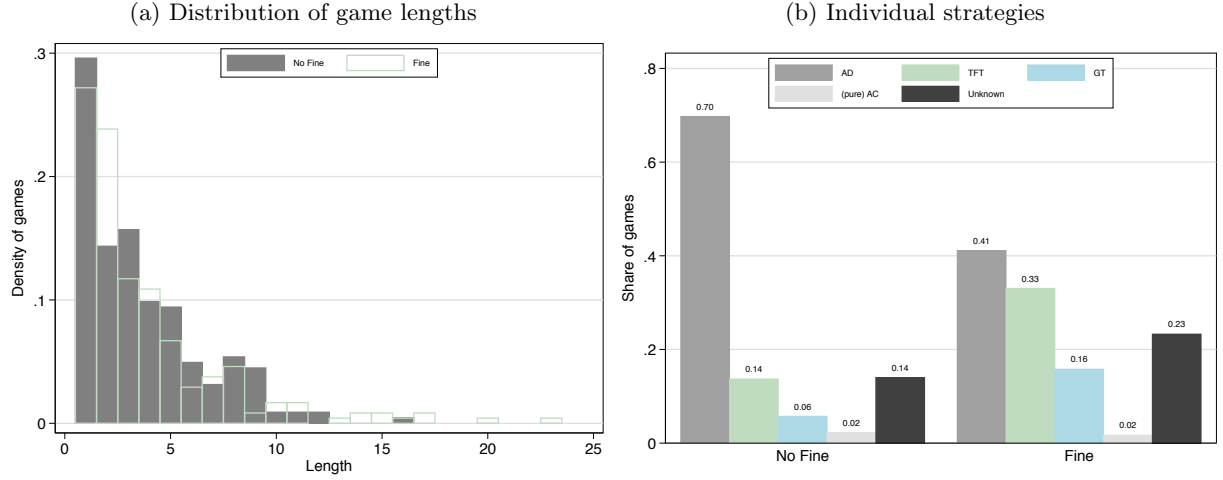 (a) Distribution of game lengths
No Fine Fine
.3
.2
.1
0
Density of games
0 5 10 15 20 25
Length
(b) Individual strategies
AD TFT GT
(pure) AC Unknown
.8
.6
.4
.2
0
Share of games
0.70
0.14
0.06
0.02
0.14
0.41
0.33
0.16
0.02
0.23
No Fine Fine